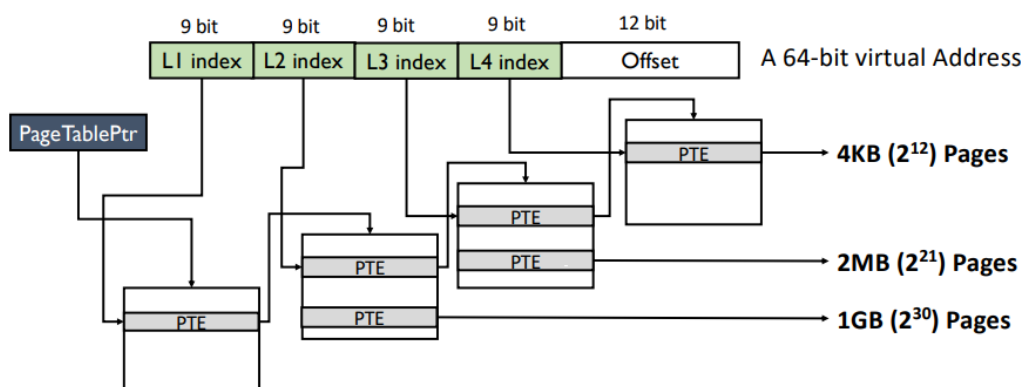 9 bit 9 bit 9 bit 9 bit 12 bit
L1 index L2 index L3 index L4 index Offset A 64-bit virtual Address
PageTablePtr
PTE 4KB (2¹²) Pages
PTE
PTE 2MB (2²¹) Pages
PTE
PTE 1GB (2³⁰) Pages
PTE